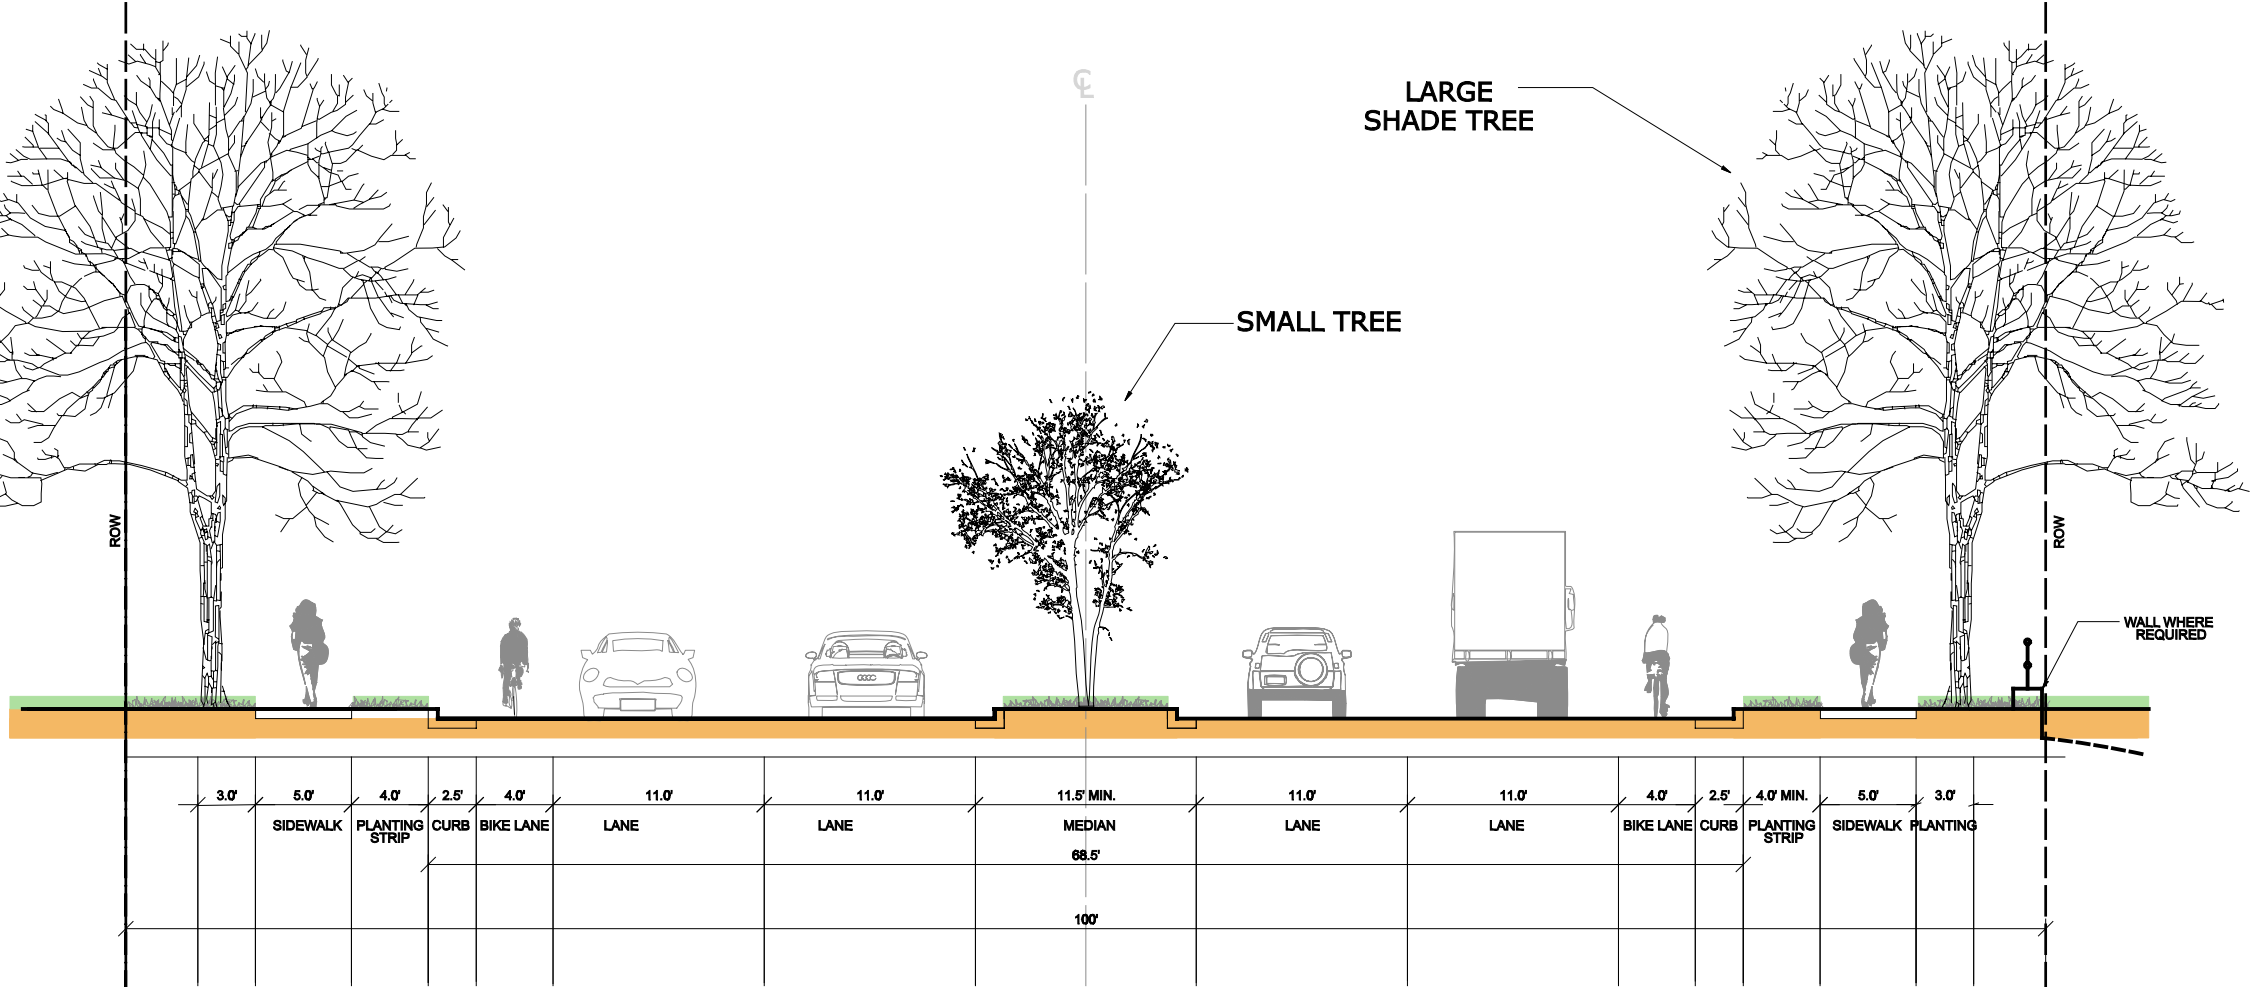 ℄
LARGE
SHADE TREE
SMALL TREE
ROW
ROW
WALL WHERE
REQUIRED
3.0' 5.0' 4.0' 2.5' 4.0' 11.0' 11.0' 11.5' MIN. 11.0' 11.0' 4.0' 2.5' 4.0' MIN. 5.0' 3.0'
SIDEWALK PLANTING CURB BIKE LANE LANE LANE MEDIAN LANE LANE BIKE LANE CURB PLANTING SIDEWALK PLANTING
STRIP STRIP
68.5'
100'